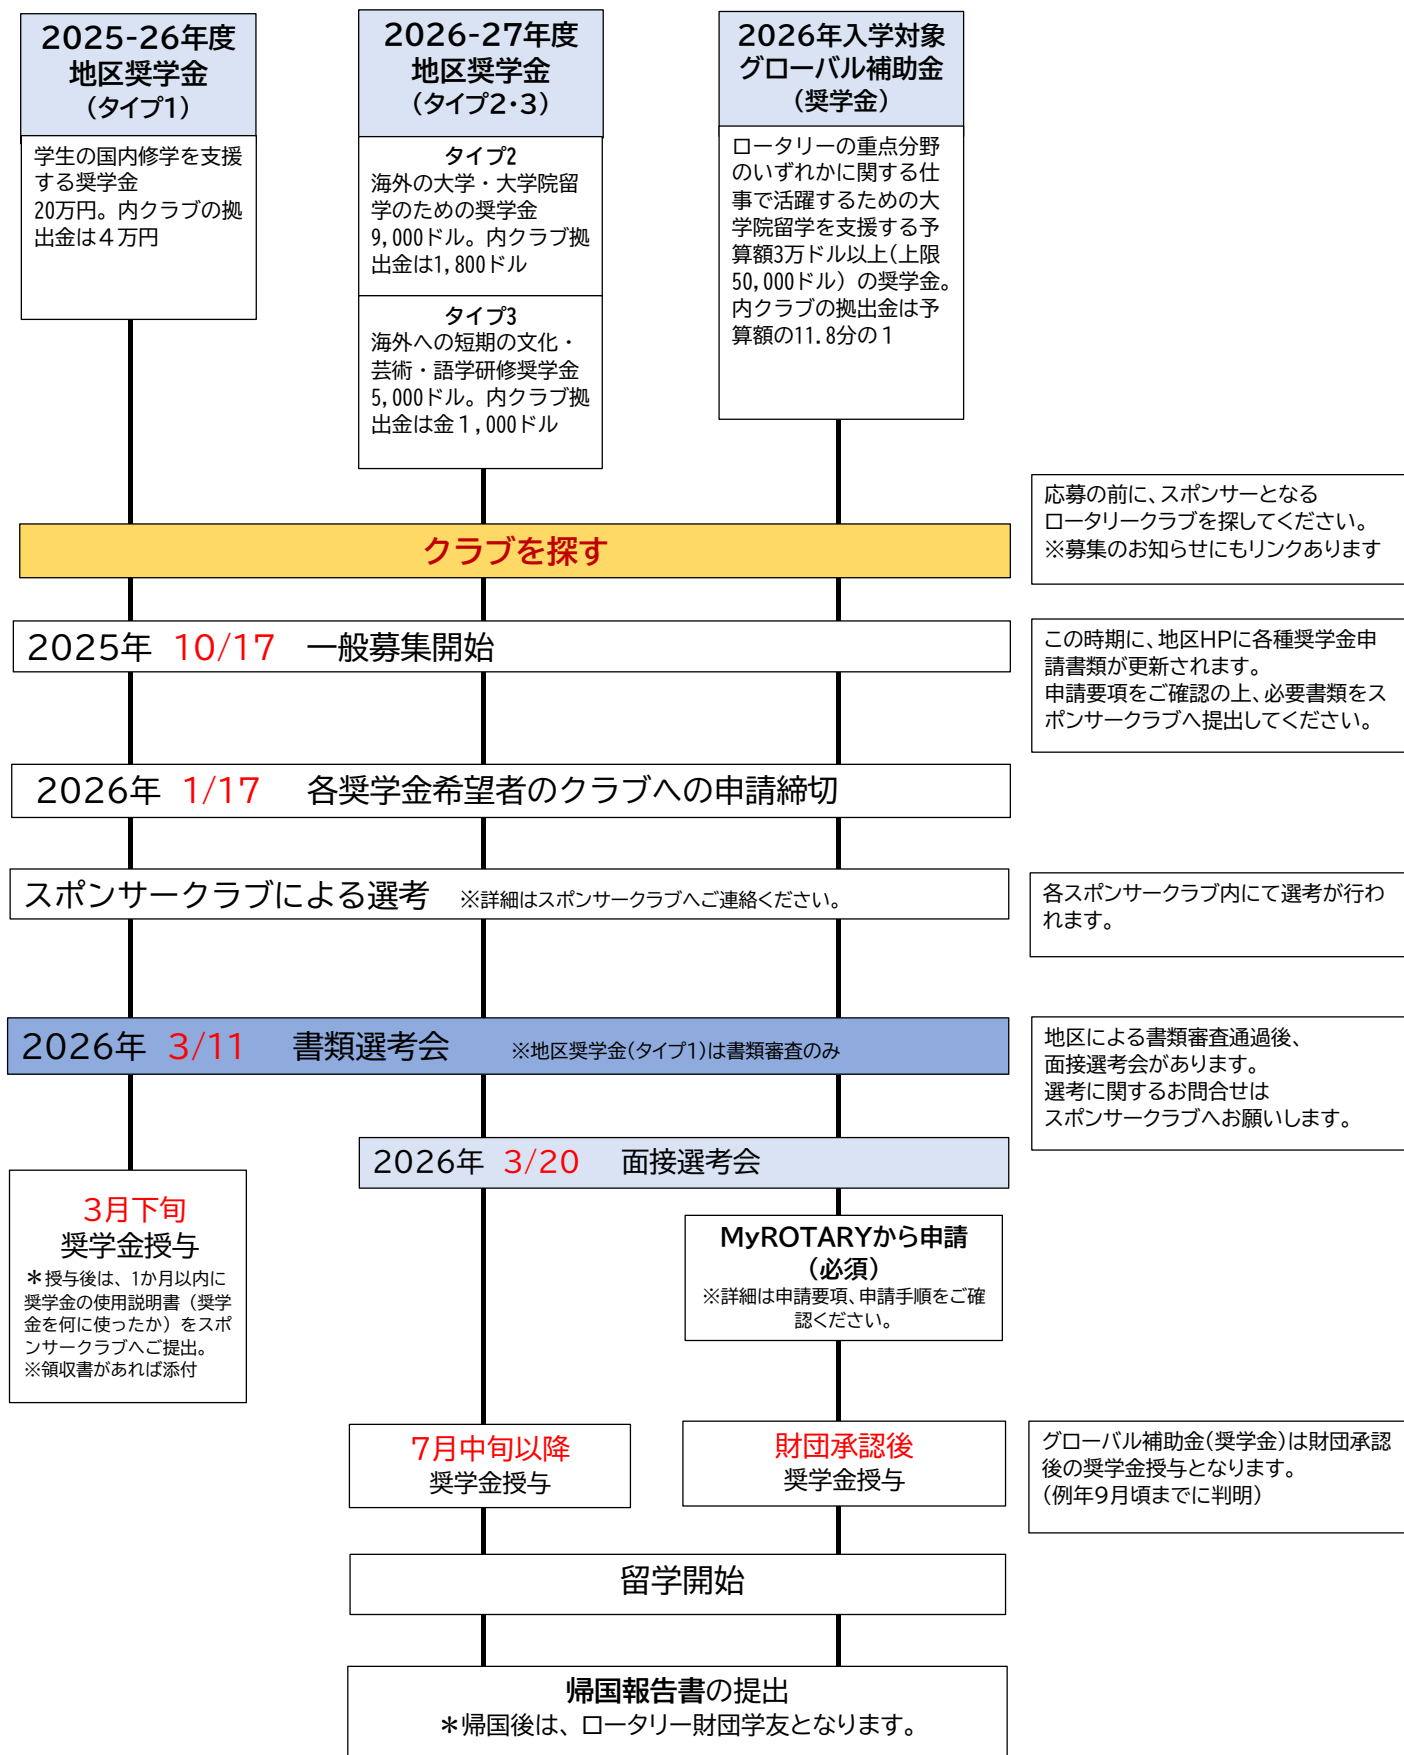 2025-26年度
地区奨学金
（タイプ1）
学生の国内修学を支援
する奨学金
20万円。内クラブの拠
出金は４万円
2026-27年度
地区奨学金
（タイプ2・3）
タイプ2
海外の大学・大学院留
学のための奨学金
9,000ドル。内クラブ拠
出金は1,800ドル
タイプ3
海外への短期の文化・
芸術・語学研修奨学金
5,000ドル。内クラブ拠
出金は金１,000ドル
2026年入学対象
グローバル補助金
（奨学金）
ロータリーの重点分野
のいずれかに関する仕
事で活躍するための大
学院留学を支援する予
算額3万ドル以上(上限
50,000ドル）の奨学金。
内クラブの拠出金は予
算額の11.8分の１
応募の前に、スポンサーとなる
ロータリークラブを探してください。
※募集のお知らせにもリンクあります
クラブを探す
2025年 10/17 一般募集開始
この時期に、地区HPに各種奨学金申
請書類が更新されます。
申請要項をご確認の上、必要書類をス
ポンサークラブへ提出してください。
2026年 1/17 各奨学金希望者のクラブへの申請締切
スポンサークラブによる選考 ※詳細はスポンサークラブへご連絡ください。
各スポンサークラブ内にて選考が行わ
れます。
2026年 3/11 書類選考会 ※地区奨学金(タイプ1)は書類審査のみ
地区による書類審査通過後、
面接選考会があります。
選考に関するお問合せは
スポンサークラブへお願いします。
2026年 3/20 面接選考会
3月下旬
奨学金授与
＊授与後は、1か月以内に
奨学金の使用説明書（奨学
金を何に使ったか）をスポ
ンサークラブへご提出。
※領収書があれば添付
MyROTARYから申請
（必須）
※詳細は申請要項、申請手順をご確
認ください。
7月中旬以降
奨学金授与
財団承認後
奨学金授与
グローバル補助金(奨学金)は財団承認
後の奨学金授与となります。
(例年9月頃までに判明)
留学開始
帰国報告書の提出
＊帰国後は、ロータリー財団学友となります。